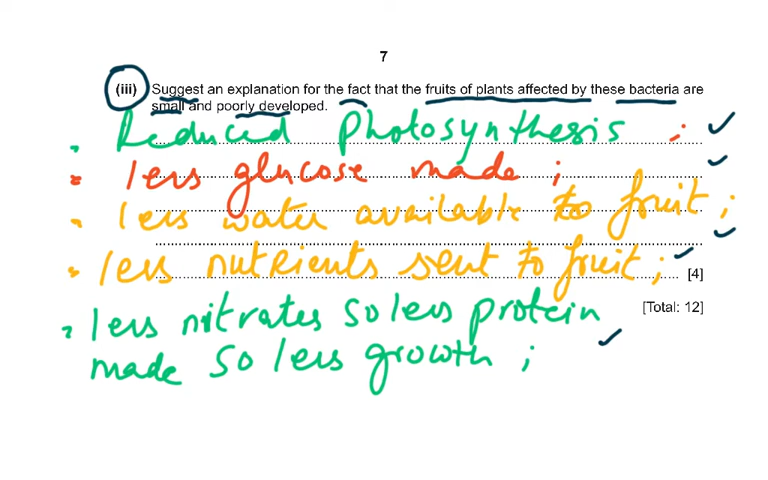 7
(iii) Suggest an explanation for the fact that the fruits of plants affected by these bacteria are
small and poorly developed.
Reduced Photosynthesis ;
less glucose made ;
less water available to fruit ;
less nutrients sent to fruit ; [4]
[Total: 12]
less nitrates so less protein
made so less growth ;